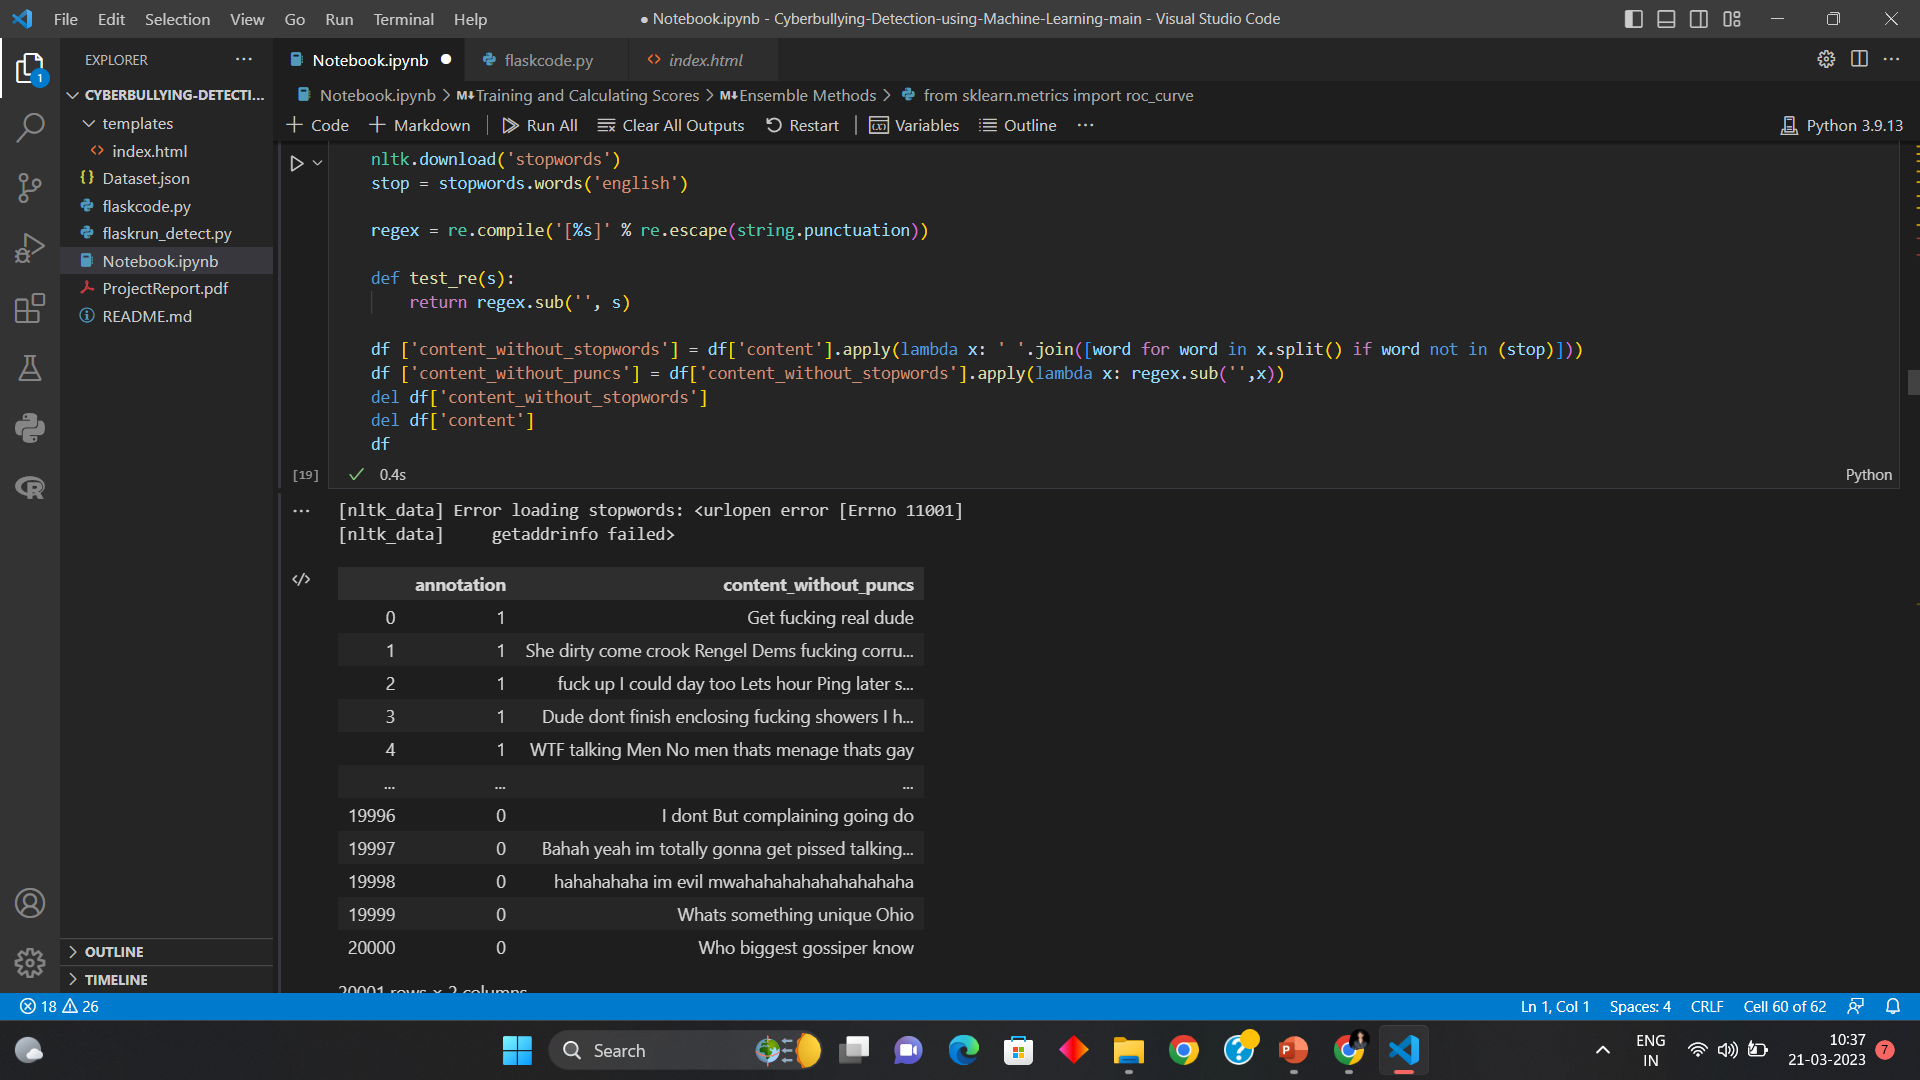 File Edit Selection View Go Run Terminal Help
● Notebook.ipynb - Cyberbullying-Detection-using-Machine-Learning-main - Visual Studio Code
EXPLORER ...
Notebook.ipynb ●
flaskcode.py
index.html
CYBERBULLYING-DETECTI...
templates
index.html
Dataset.json
flaskcode.py
flaskrun_detect.py
Notebook.ipynb
ProjectReport.pdf
README.md
OUTLINE
TIMELINE
1
Notebook.ipynb > M↓Training and Calculating Scores > M↓Ensemble Methods > from sklearn.metrics import roc_curve
+ Code + Markdown | Run All Clear All Outputs Restart | Variables Outline ...
Python 3.9.13
nltk.download('stopwords')
stop = stopwords.words('english')
regex = re.compile('[%s]' % re.escape(string.punctuation))
def test_re(s):
return regex.sub('', s)
df ['content_without_stopwords'] = df['content'].apply(lambda x: ' '.join([word for word in x.split() if word not in (stop)]))
df ['content_without_puncs'] = df['content_without_stopwords'].apply(lambda x: regex.sub('',x))
del df['content_without_stopwords']
del df['content']
df
[19] ✓ 0.4s
Python
... [nltk_data] Error loading stopwords: <urlopen error [Errno 11001]
[nltk_data] getaddrinfo failed>
</>
annotation content_without_puncs
0 1 Get fucking real dude
1 1 She dirty come crook Rengel Dems fucking corru...
2 1 fuck up I could day too Lets hour Ping later s...
3 1 Dude dont finish enclosing fucking showers I h...
4 1 WTF talking Men No men thats menage thats gay
... ... ...
19996 0 I dont But complaining going do
19997 0 Bahah yeah im totally gonna get pissed talking...
19998 0 hahahahaha im evil mwahahahahahahahahaha
19999 0 Whats something unique Ohio
20000 0 Who biggest gossiper know
20001 rows × 2 columns
18 26
Ln 1, Col 1 Spaces: 4 CRLF Cell 60 of 62
Search
ENG
IN
10:37
21-03-2023
7